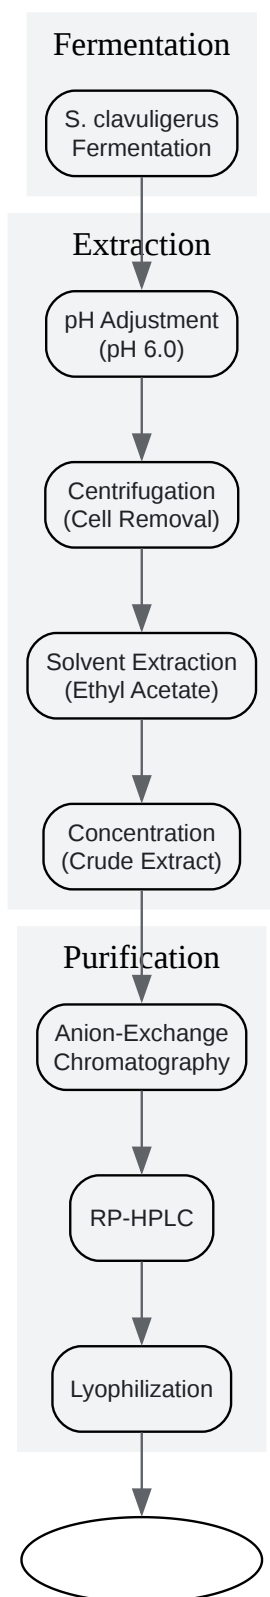 Fermentation
S. clavuligerus
Fermentation
Extraction
pH Adjustment
(pH 6.0)
Centrifugation
(Cell Removal)
Solvent Extraction
(Ethyl Acetate)
Concentration
(Crude Extract)
Purification
Anion-Exchange
Chromatography
RP-HPLC
Lyophilization